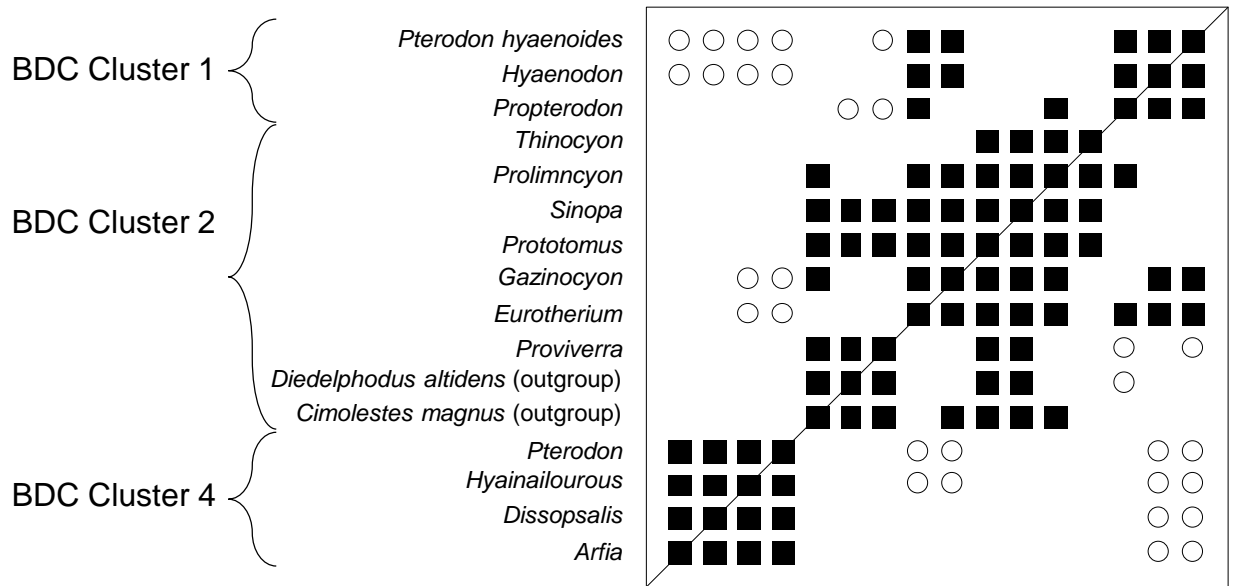 BDC Cluster 1
Pterodon hyaenoides
Hyaenodon
Propterodon
BDC Cluster 2
Thinocyon
Prolimncyon
Sinopa
Prototomus
Gazinocyon
Eurotherium
Proviverra
Diedelphodus altidens (outgroup)
Cimolestes magnus (outgroup)
BDC Cluster 4
Pterodon
Hyainailourous
Dissopsalis
Arfia